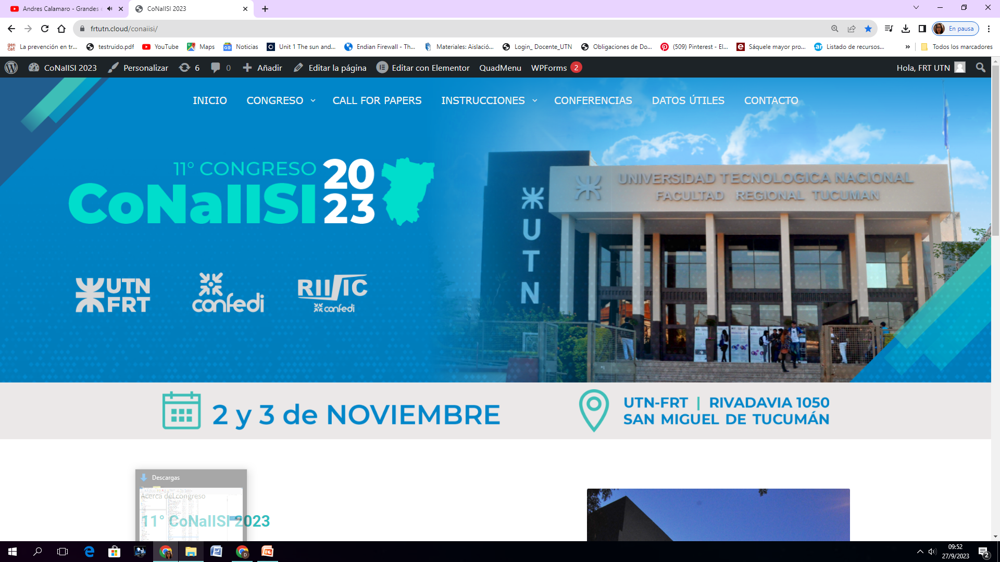 Andres Calamaro - Grandes
CoNaIISI 2023
frtutn.cloud/conaiisi/
En pausa
gen cat
La prevención en tr...
testruido.pdf
YouTube
Maps
Noticias
Unit 1 The sun and...
Endian Firewall - Th...
Materiales: Aislació...
Login_ Docente_UTN
Obligaciones de Do...
(509) Pinterest - El...
Sáquele mayor pro...
Listado de recursos...
»
Todos los marcadores
CoNaIISI 2023
Personalizar
6
0
Añadir
Editar la página
Editar con Elementor
QuadMenu
WPForms
2
Hola, FRT UTN
INICIO
CONGRESO
CALL FOR PAPERS
INSTRUCCIONES
CONFERENCIAS
DATOS ÚTILES
CONTACTO
11° CONGRESO
CoNaIISI
20
23
UTN
FRT
confedi
RIISIC
confedi
UTN
UNIVERSIDAD TECNOLOGICA NACIONAL
FACULTAD REGIONAL TUCUMAN
2 y 3 de NOVIEMBRE
UTN-FRT | RIVADAVIA 1050
SAN MIGUEL DE TUCUMÁN
Descargas
Acerca del congreso
11° CoNaIISI 2023
09:52
27/9/2023
2